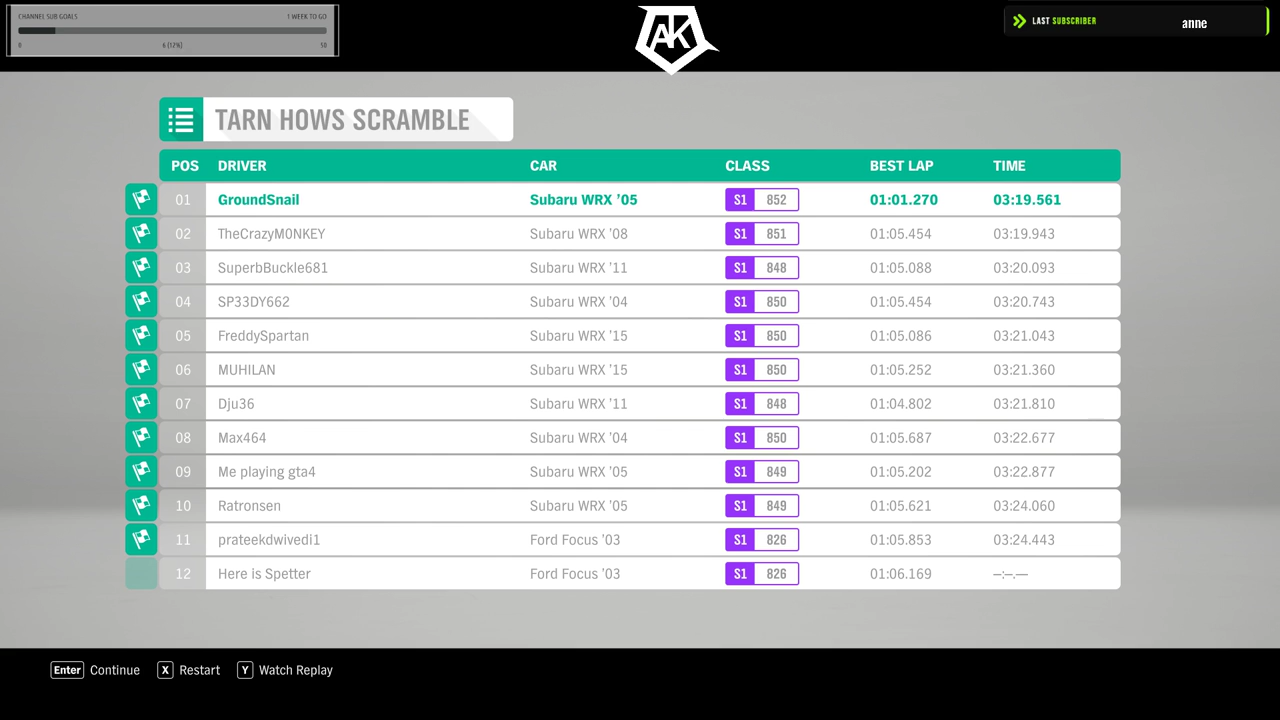 CHANNEL SUB GOALS 1 WEEK TO GO
0 6 (12%) 50
AK
LAST SUBSCRIBER anne
TARN HOWS SCRAMBLE
POS DRIVER CAR CLASS BEST LAP TIME
01 GroundSnail Subaru WRX ’05 S1 852 01:01.270 03:19.561
02 TheCrazyM0NKEY Subaru WRX ’08 S1 851 01:05.454 03:19.943
03 SuperbBuckle681 Subaru WRX ’11 S1 848 01:05.088 03:20.093
04 SP33DY662 Subaru WRX ’04 S1 850 01:05.454 03:20.743
05 FreddySpartan Subaru WRX ’15 S1 850 01:05.086 03:21.043
06 MUHILAN Subaru WRX ’15 S1 850 01:05.252 03:21.360
07 Dju36 Subaru WRX ’11 S1 848 01:04.802 03:21.810
08 Max464 Subaru WRX ’04 S1 850 01:05.687 03:22.677
09 Me playing gta4 Subaru WRX ’05 S1 849 01:05.202 03:22.877
10 Ratronsen Subaru WRX ’05 S1 849 01:05.621 03:24.060
11 prateekdwivedi1 Ford Focus ’03 S1 826 01:05.853 03:24.443
12 Here is Spetter Ford Focus ’03 S1 826 01:06.169 –:–.––
Enter Continue X Restart Y Watch Replay